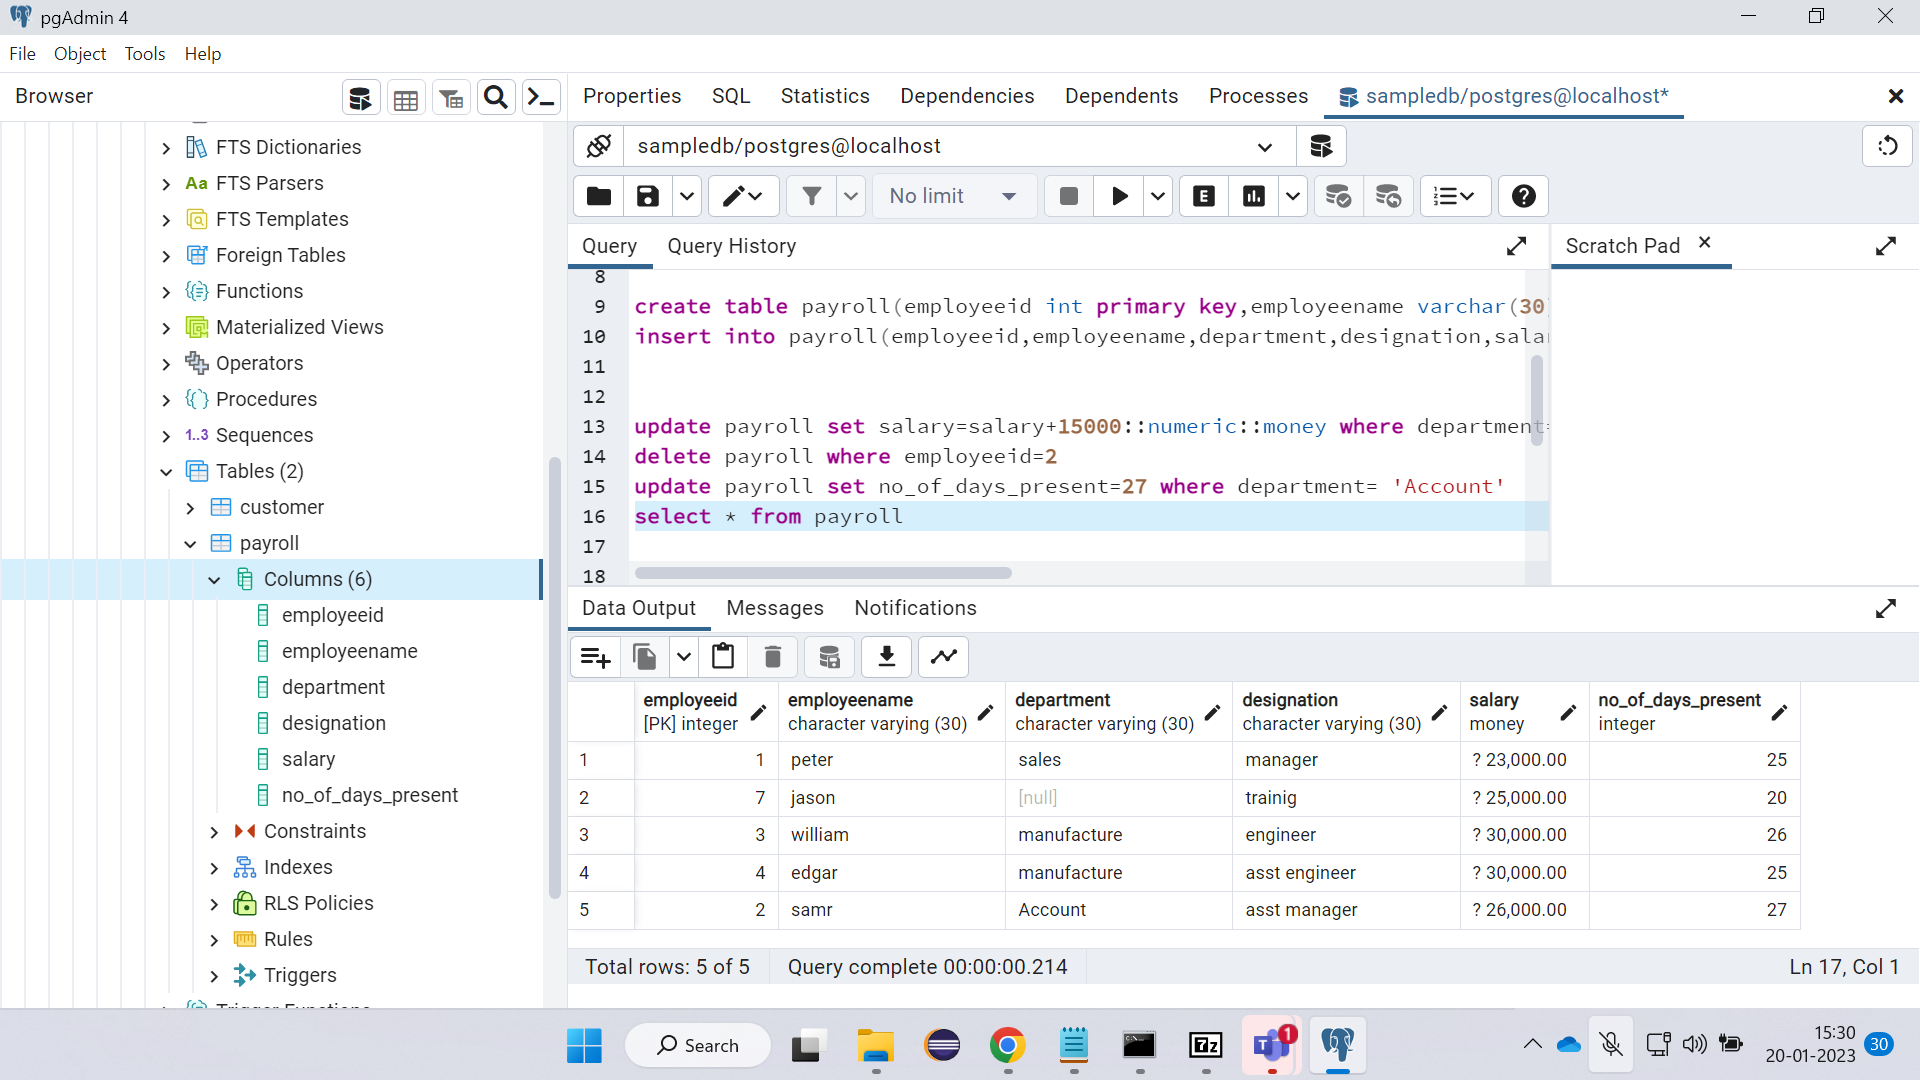 pgAdmin 4
File Object Tools Help
Browser
Properties SQL Statistics Dependencies Dependents Processes sampledb/postgres@localhost*
FTS Dictionaries
Aa FTS Parsers
FTS Templates
Foreign Tables
Functions
Materialized Views
Operators
Procedures
1..3 Sequences
Tables (2)
customer
payroll
Columns (6)
employeeid
employeename
department
designation
salary
no_of_days_present
Constraints
Indexes
RLS Policies
Rules
Triggers
sampledb/postgres@localhost
No limit
E
Query Query History
Scratch Pad
8
9 create table payroll(employeeid int primary key,employeename varchar(30
10 insert into payroll(employeeid,employeename,department,designation,sala
11
12
13 update payroll set salary=salary+15000::numeric::money where department=
14 delete payroll where employeeid=2
15 update payroll set no_of_days_present=27 where department= 'Account'
16 select * from payroll
17
18
Data Output Messages Notifications
employeeid employeename department designation salary no_of_days_present
[PK] integer character varying (30) character varying (30) character varying (30) money integer
1 1 peter sales manager ? 23,000.00 25
2 7 jason [null] trainig ? 25,000.00 20
3 3 william manufacture engineer ? 30,000.00 26
4 4 edgar manufacture asst engineer ? 30,000.00 25
5 2 samr Account asst manager ? 26,000.00 27
Total rows: 5 of 5 Query complete 00:00:00.214 Ln 17, Col 1
Search
7z
T
1
15:30
20-01-2023
30